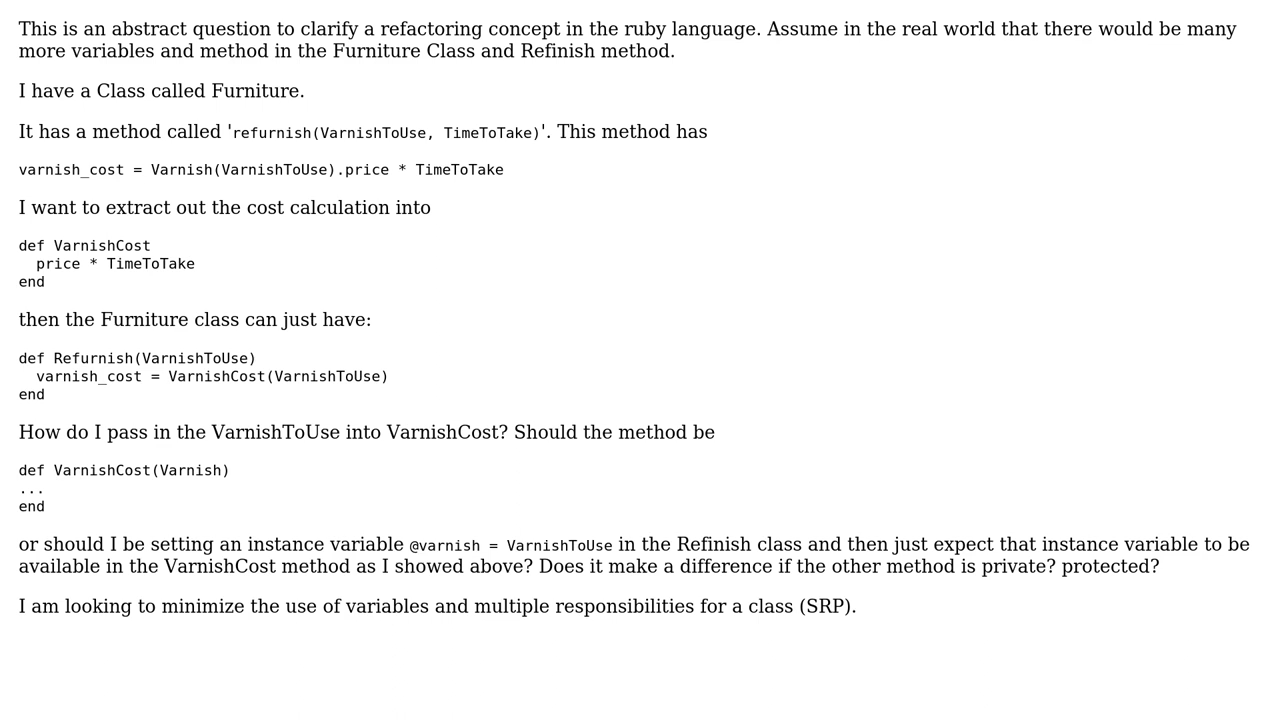 This is an abstract question to clarify a refactoring concept in the ruby language. Assume in the real world that there would be many
more variables and method in the Furniture Class and Refinish method.
I have a Class called Furniture.
It has a method called 'refurnish(VarnishToUse, TimeToTake)'. This method has
varnish_cost = Varnish(VarnishToUse).price * TimeToTake
I want to extract out the cost calculation into
def VarnishCost
  price * TimeToTake
end
then the Furniture class can just have:
def Refurnish(VarnishToUse)
  varnish_cost = VarnishCost(VarnishToUse)
end
How do I pass in the VarnishToUse into VarnishCost? Should the method be
def VarnishCost(Varnish)
...
end
or should I be setting an instance variable @varnish = VarnishToUse in the Refinish class and then just expect that instance variable to be
available in the VarnishCost method as I showed above? Does it make a difference if the other method is private? protected?
I am looking to minimize the use of variables and multiple responsibilities for a class (SRP).